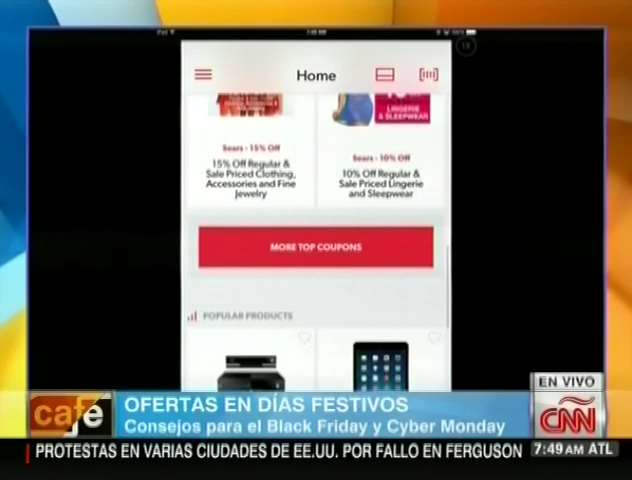 Home
LINGERIE
& SLEEPWEAR
Sears - 15% Off
15% Off Regular &
Sale Priced Clothing,
Accessories and Fine
Jewelry
Sears - 10% Off
10% Off Regular &
Sale Priced Lingerie
and Sleepwear
MORE TOP COUPONS
POPULAR PRODUCTS
café
OFERTAS EN DÍAS FESTIVOS
Consejos para el Black Friday y Cyber Monday
EN VIVO
CNN
PROTESTAS EN VARIAS CIUDADES DE EE.UU. POR FALLO EN FERGUSON
7:49 AM ATL